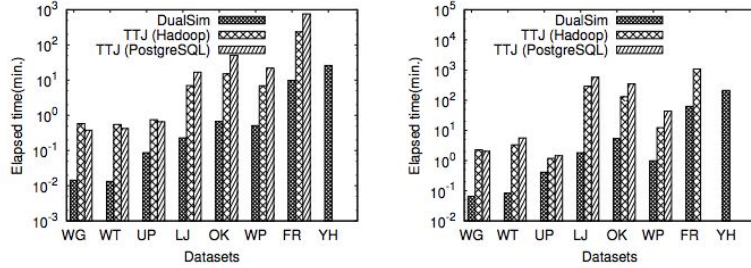 10^3
10^2
10^1
10^0
10^-1
10^-2
10^-3
Elapsed time(min.)
DualSim
TTJ (Hadoop)
TTJ (PostgreSQL)
WG WT UP LJ OK WP FR YH
Datasets
10^5
10^4
10^3
10^2
10^1
10^0
10^-1
10^-2
Elapsed time(min.)
DualSim
TTJ (Hadoop)
TTJ (PostgreSQL)
WG WT UP LJ OK WP FR YH
Datasets